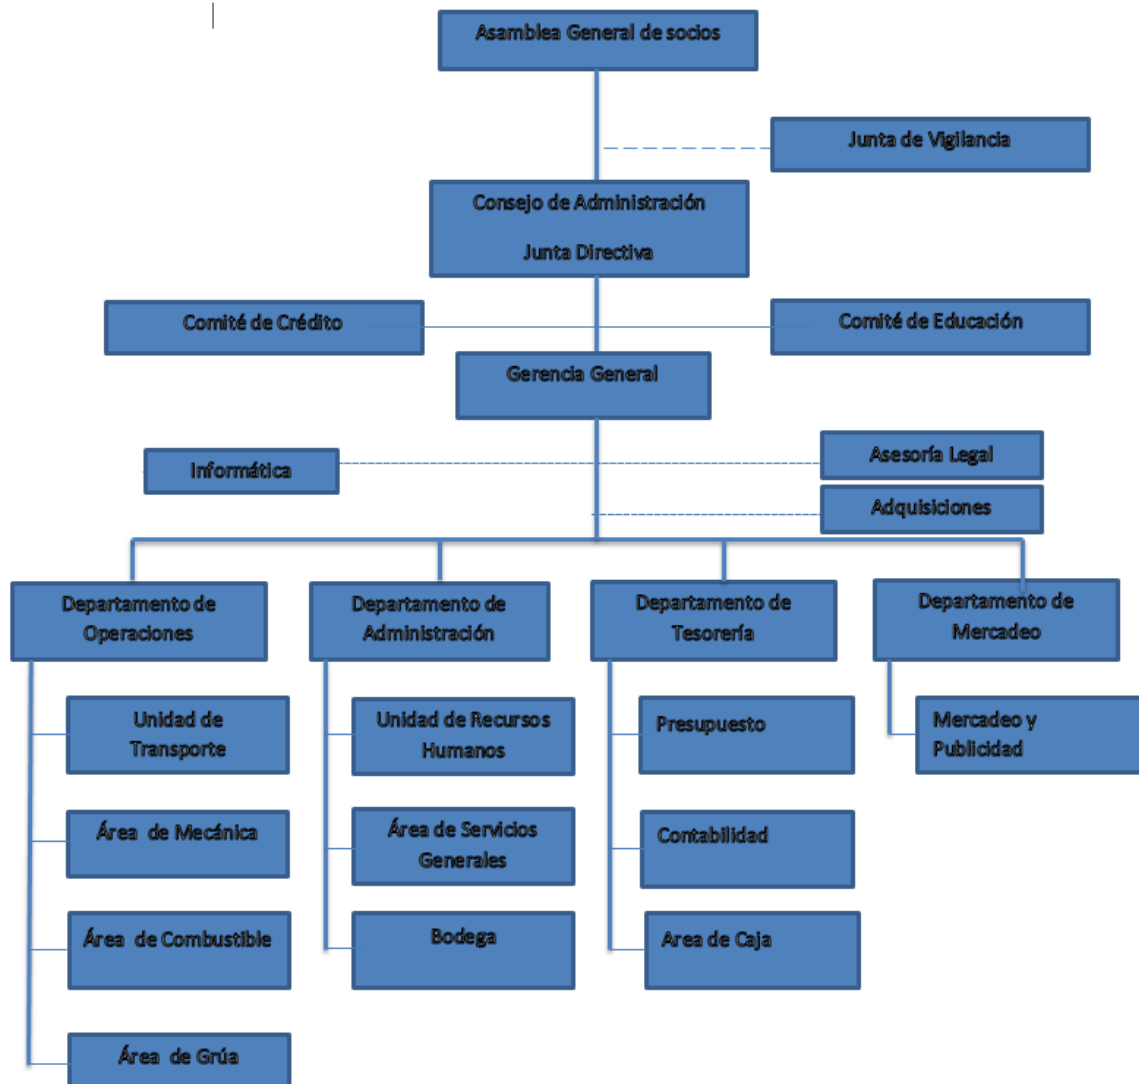 Asamblea General de socios
Junta de Vigilancia
Consejo de Administración
Junta Directiva
Comité de Crédito
Comité de Educación
Gerencia General
Informática
Asesoría Legal
Adquisiciones
Departamento de
Operaciones
Departamento de
Administración
Departamento de
Tesorería
Departamento de
Mercadeo
Unidad de
Transporte
Unidad de Recursos
Humanos
Presupuesto
Mercadeo y
Publicidad
Área de Mecánica
Área de Servicios
Generales
Contabilidad
Área de Combustible
Bodega
Area de Caja
Área de Grúa